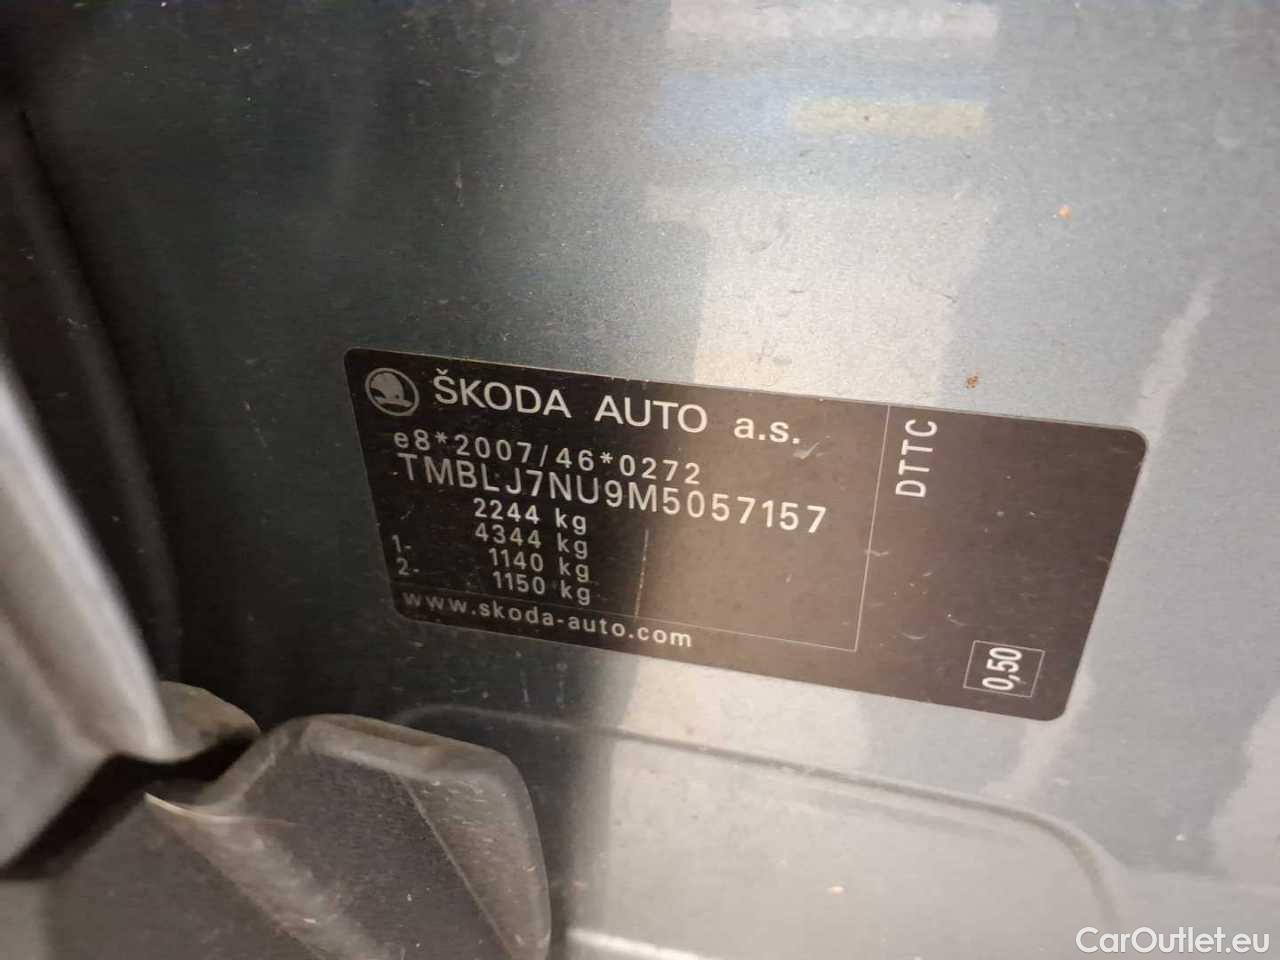 ŠKODA AUTO a.s.
e8*2007/46*0272
TMBLJ7NU9M5057157
2244 kg
4344 kg
1- 1140 kg
2- 1150 kg
www.skoda-auto.com
DTTC
0,50
CarOutlet.eu